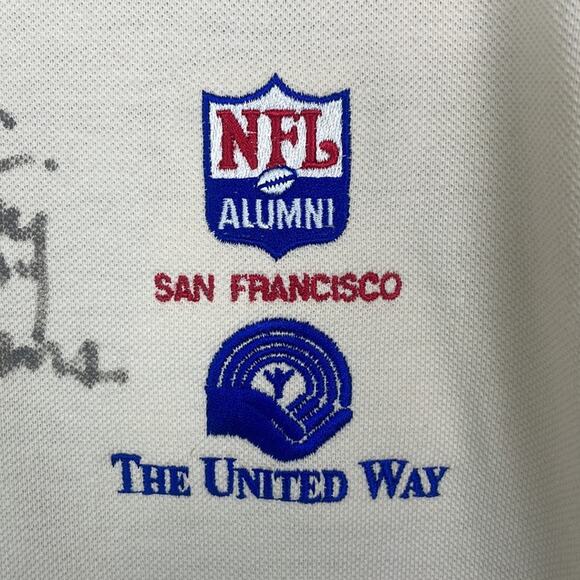 NFL
ALUMNI
SAN FRANCISCO
THE UNITED WAY